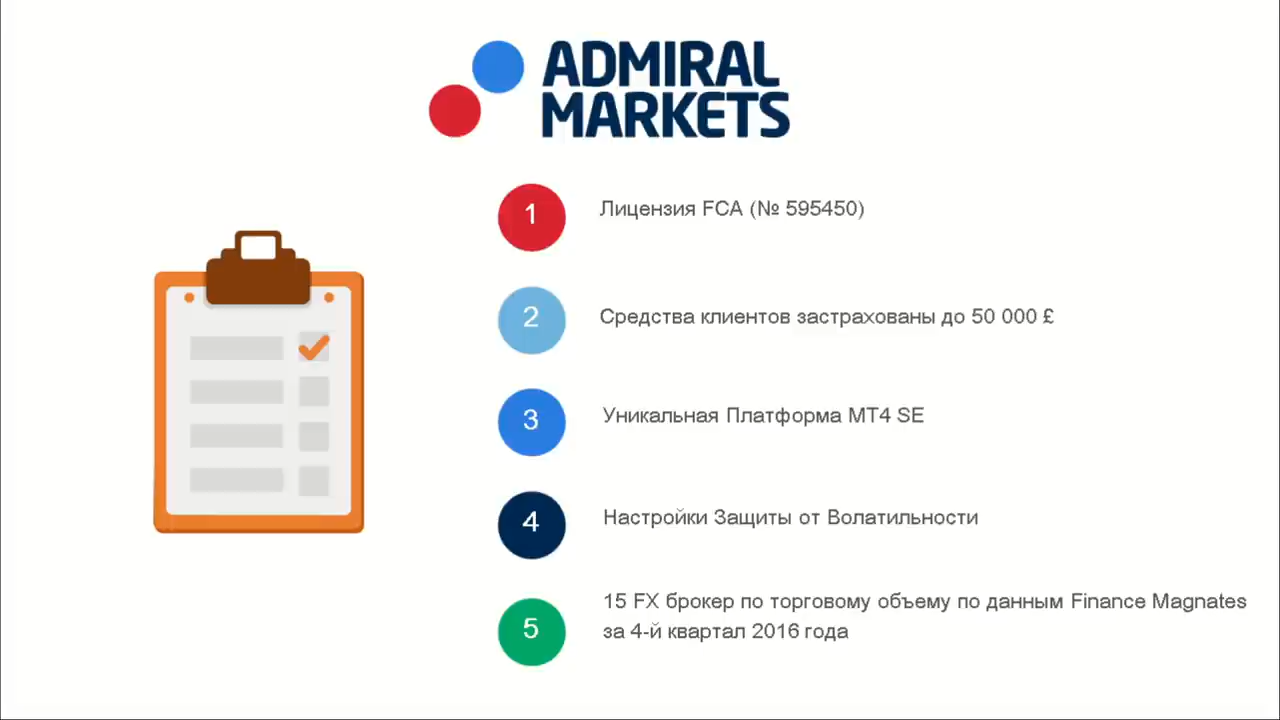 ADMIRAL
MARKETS
1 Лицензия FCA (№ 595450)
2 Средства клиентов застрахованы до 50 000 £
3 Уникальная Платформа MT4 SE
4 Настройки Защиты от Волатильности
5 15 FX брокер по торговому объему по данным Finance Magnates
за 4-й квартал 2016 года